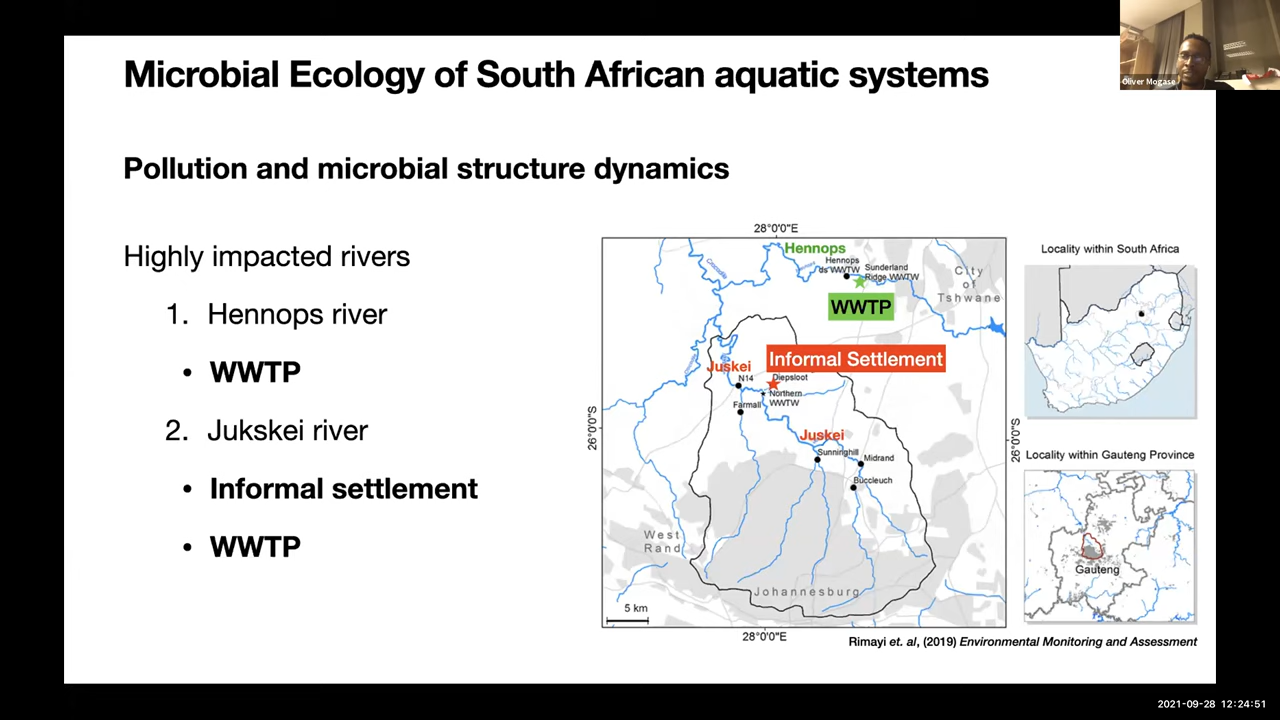 Microbial Ecology of South African aquatic systems
Oliver Mogase
Pollution and microbial structure dynamics
Highly impacted rivers
1. Hennops river
• WWTP
2. Jukskei river
• Informal settlement
• WWTP
28°0'0"E
Hennops
Hennops
WWTW
Sunderland
Ridge WWTW
City
of
Tshwane
Crocodile
WWTP
Informal Settlement
Juskei
N14
Diepsloot
Northern
WWTW
Farmall
26°0'0"S
26°0'0"S
Juskei
Sunninghill
Midrand
Buccleuch
West
Rand
Johannesburg
5 km
28°0'0"E
Locality within South Africa
Locality within Gauteng Province
Gauteng
Rimayi et. al, (2019) Environmental Monitoring and Assessment
2021-09-28 12:24:51